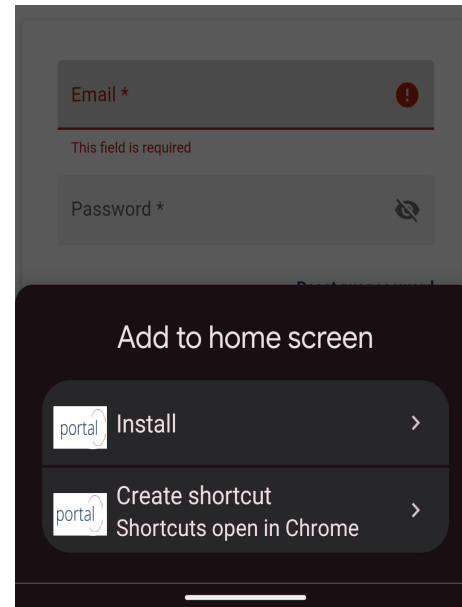 Email *
This field is required
Password *
Add to home screen
portal
Install
portal
Create shortcut
Shortcuts open in Chrome